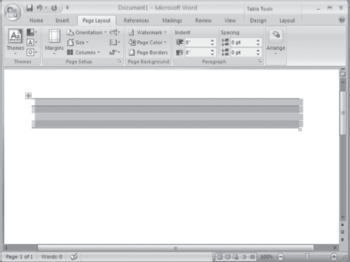 Document1 - Microsoft Word
Table Tools
Home Insert Page Layout References Mailings Review View Design Layout
Themes
Margins
Orientation
Size
Columns
Watermark
Page Color
Page Borders
Indent
0"
0"
Spacing
0 pt
0 pt
Arrange
Themes Page Setup Page Background Paragraph
Page 1 of 1 Words: 0 100%